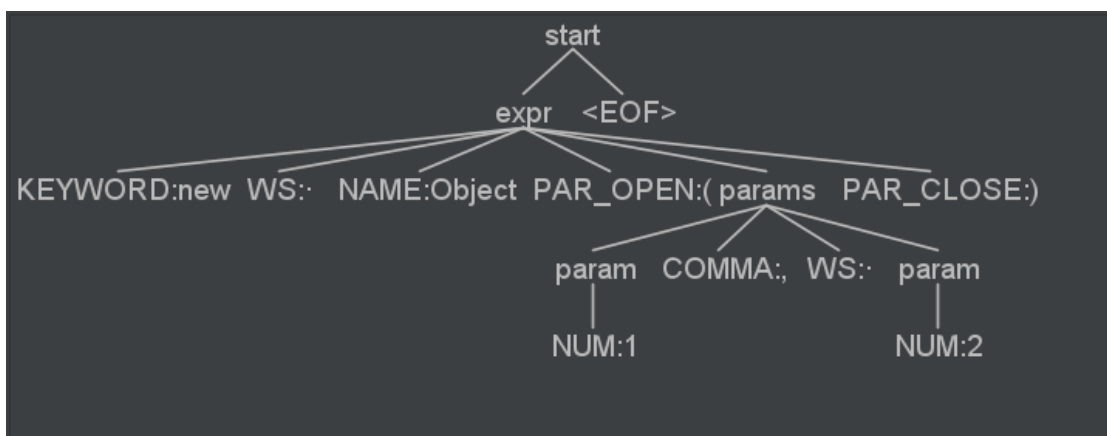 start
expr <EOF>
KEYWORD:new WS:· NAME:Object PAR_OPEN:( params PAR_CLOSE:)
param COMMA:, WS:· param
NUM:1 NUM:2